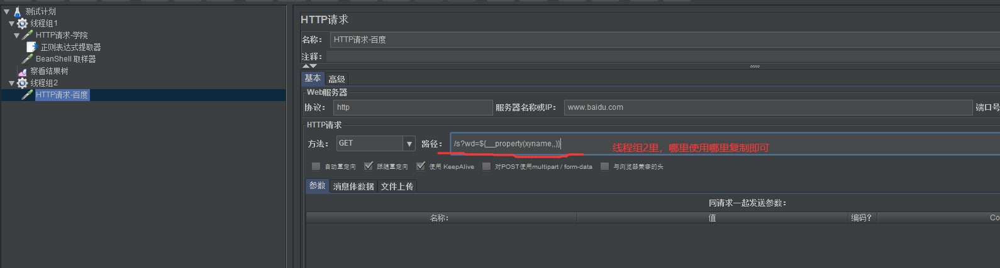 测试计划
线程组1
HTTP请求-学院
正则表达式提取器
BeanShell 取样器
察看结果树
线程组2
HTTP请求-百度
HTTP请求
名称： HTTP请求-百度
注释：
基本 高级
Web服务器
协议： http 服务器名称或IP： www.baidu.com 端口号
HTTP请求
方法： GET 路径： /s?wd=${__property(xyname,,)}
线程组2里，哪里使用哪里复制即可
自动重定向 跟随重定向 使用 KeepAlive 对POST使用multipart / form-data 与浏览器兼容的头
参数 消息体数据 文件上传
同请求一起发送参数：
名称： 值 编码？ Co